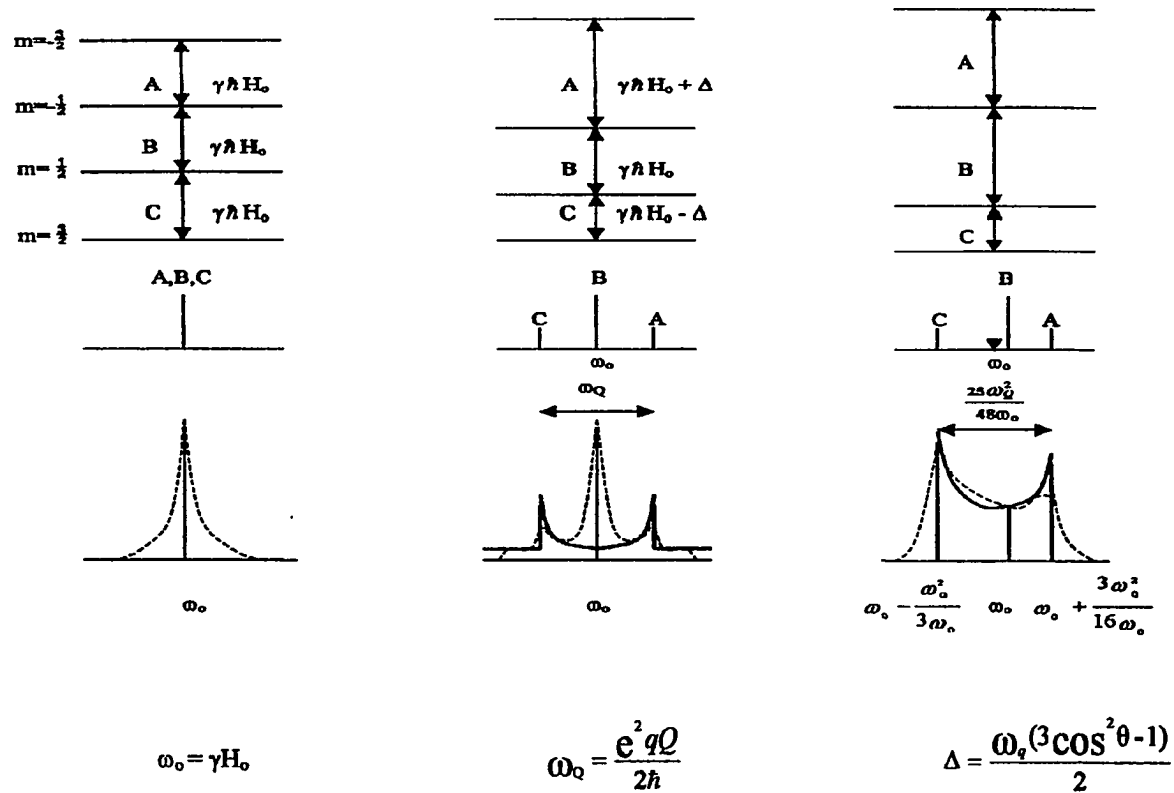 m=-3/2
A γħH₀ A γħH₀ + Δ A
m=-1/2
B γħH₀ B γħH₀ B
m= 1/2
C γħH₀ C γħH₀ - Δ C
m= 3/2
A,B,C B B
C A C A
ω₀ ω₀
ω_Q 25ω_Q²/48ω₀
ω₀ ω₀ ω₀ - ω_Q²/3ω₀ ω₀ ω₀ + 3ω_Q²/16ω₀
ω₀ = γH₀ ω_Q = e²qQ/2ħ Δ = ω_q(3cos²θ-1)/2